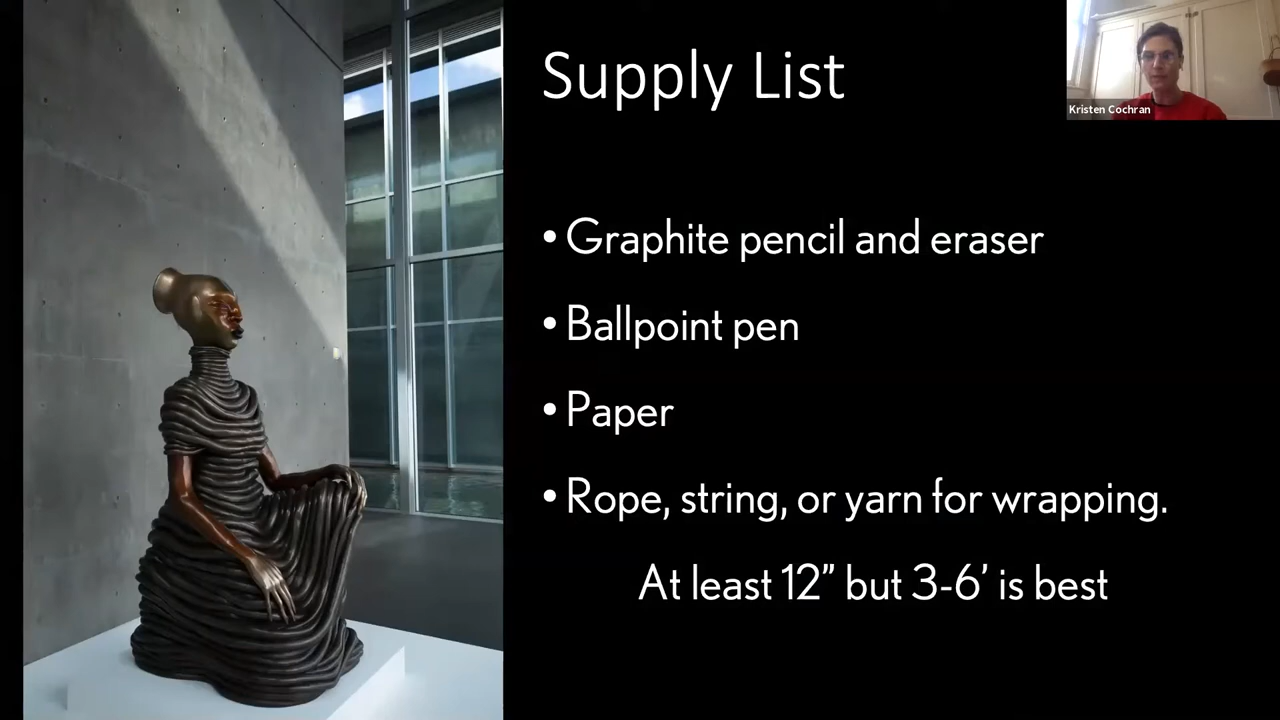 Supply List
Kristen Cochran
• Graphite pencil and eraser
• Ballpoint pen
• Paper
• Rope, string, or yarn for wrapping.
At least 12” but 3-6’ is best